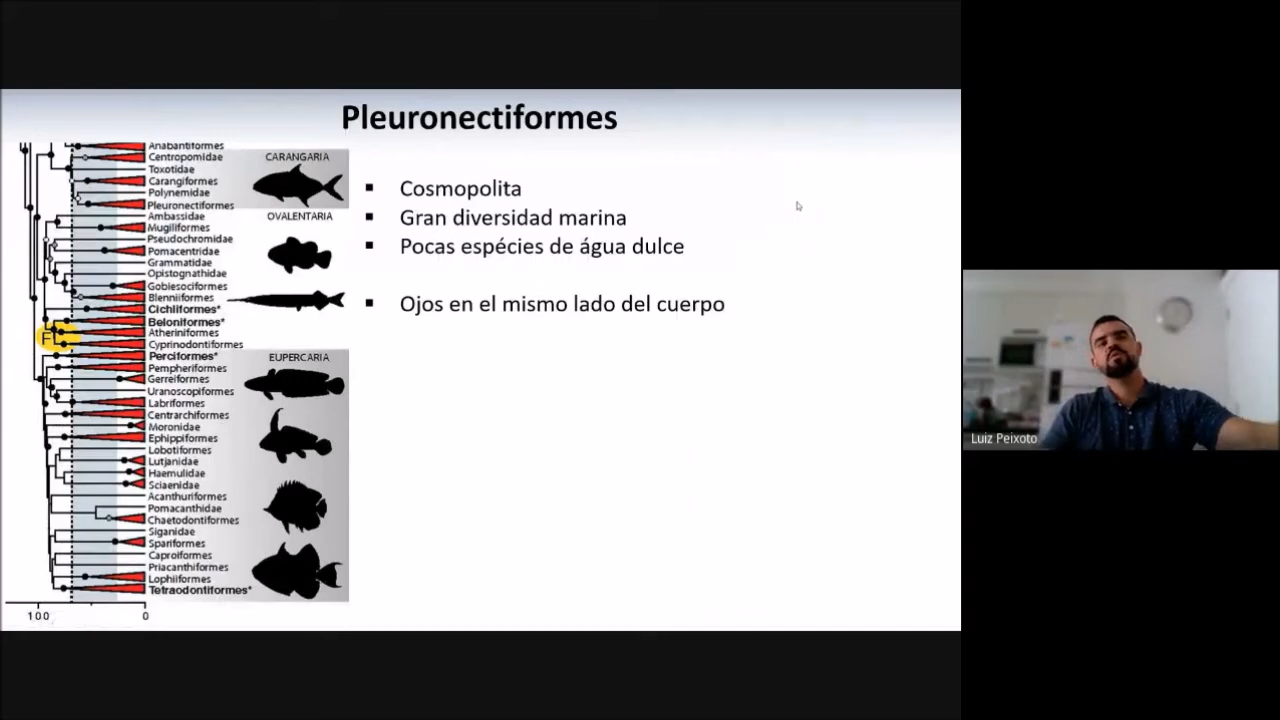 Pleuronectiformes
Anabantiformes
Centropomidae
Toxotidae
Carangiformes
Polynemidae
Pleuronectiformes
Ambassidae
Mugiliformes
Pseudochromidae
Pomacentridae
Grammatidae
Opistognathidae
Gobiesociformes
Blenniiformes
Cichliformes*
Beloniformes*
Atheriniformes
Cyprinodontiformes
Perciformes*
Pempheriformes
Gerreiformes
Uranoscopiformes
Labriformes
Centrarchiformes
Moronidae
Ephippiformes
Lobotiformes
Lutjanidae
Haemulidae
Sciaenidae
Acanthuriformes
Pomacanthidae
Chaetodontiformes
Siganidae
Spariformes
Caproiformes
Priacanthiformes
Lophiiformes
Tetraodontiformes*
F
100 0
CARANGARIA
OVALENTARIA
EUPERCARIA
▪ Cosmopolita
▪ Gran diversidad marina
▪ Pocas espécies de água dulce
▪ Ojos en el mismo lado del cuerpo
Luiz Peixoto